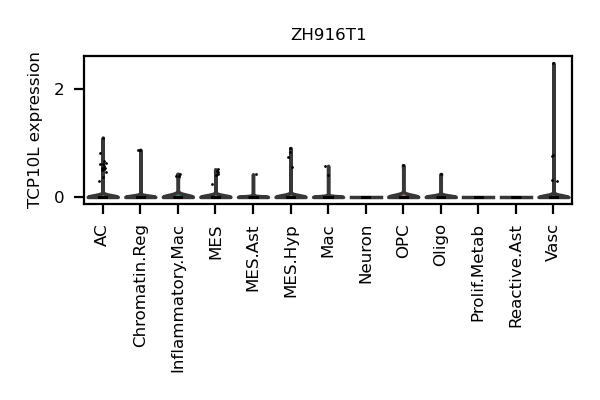 ZH916T1
TCP10L expression
2
0
AC
Chromatin.Reg
Inflammatory.Mac
MES
MES.Ast
MES.Hyp
Mac
Neuron
OPC
Oligo
Prolif.Metab
Reactive.Ast
Vasc